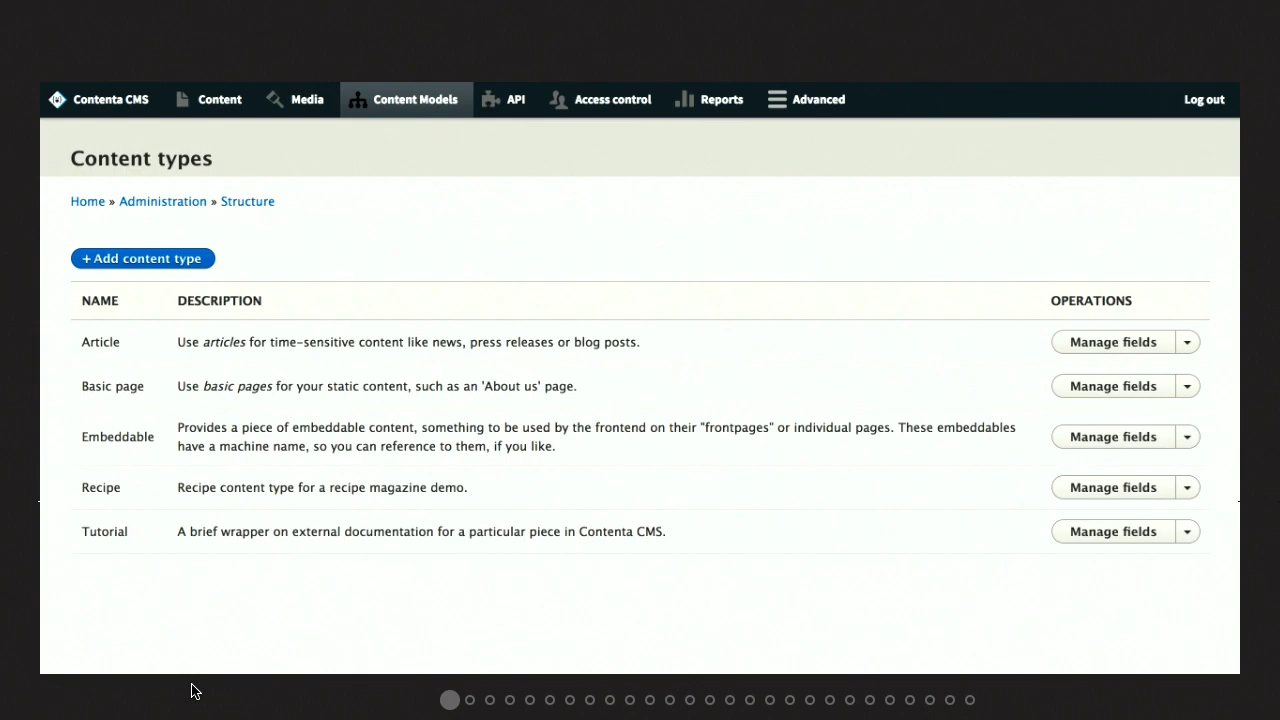 Contenta CMS Content Media Content Models API Access control Reports Advanced Log out
Content types
Home » Administration » Structure
+ Add content type
NAME DESCRIPTION OPERATIONS
Article Use articles for time-sensitive content like news, press releases or blog posts. Manage fields
Basic page Use basic pages for your static content, such as an 'About us' page. Manage fields
Embeddable Provides a piece of embeddable content, something to be used by the frontend on their "frontpages" or individual pages. These embeddables
have a machine name, so you can reference to them, if you like. Manage fields
Recipe Recipe content type for a recipe magazine demo. Manage fields
Tutorial A brief wrapper on external documentation for a particular piece in Contenta CMS. Manage fields